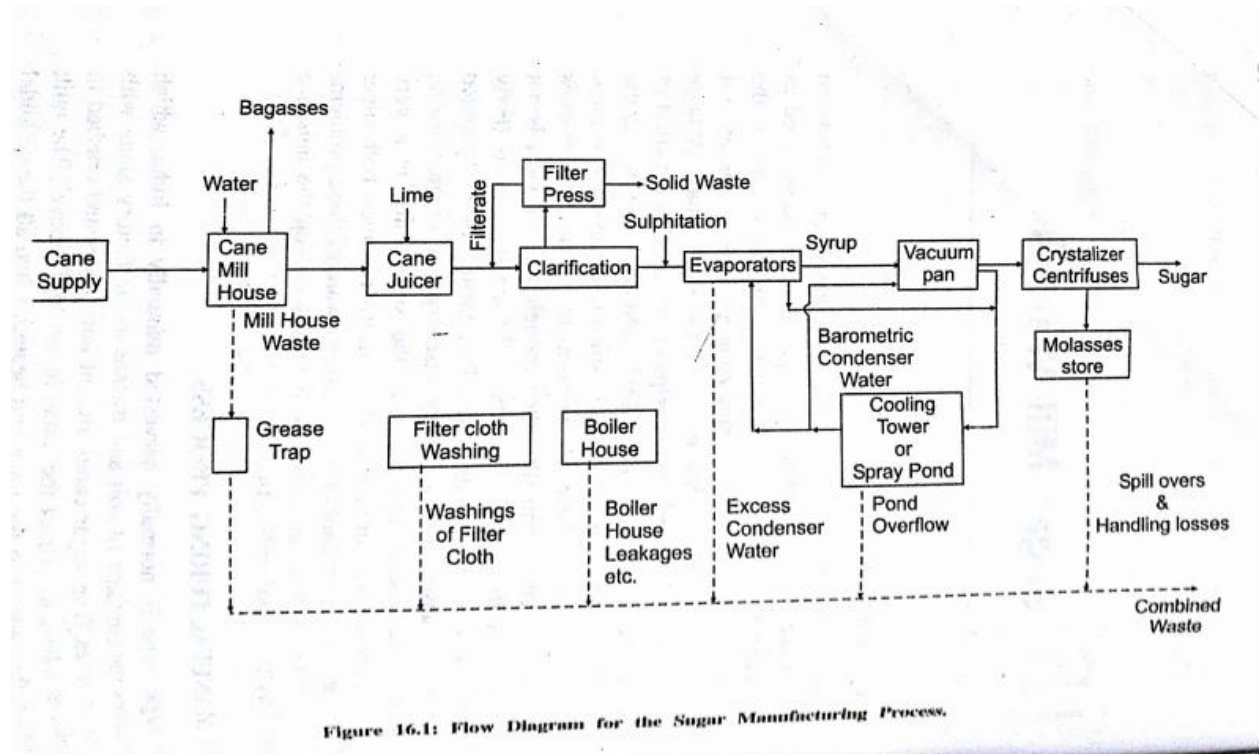 Bagasses
Water
Lime
Filterate
Filter
Press
Solid Waste
Sulphitation
Cane
Supply
Cane
Mill
House
Cane
Juicer
Clarification
Evaporators
Syrup
Vacuum
pan
Crystalizer
Centrifuses
Sugar
Mill House
Waste
Barometric
Condenser
Water
Molasses
store
Grease
Trap
Filter cloth
Washing
Boiler
House
Cooling
Tower
or
Spray Pond
Washings
of Filter
Cloth
Boiler
House
Leakages
etc.
Excess
Condenser
Water
Pond
Overflow
Spill overs
&
Handling losses
Combined
Waste
Figure 16.1: Flow Diagram for the Sugar Manufacturing Process.